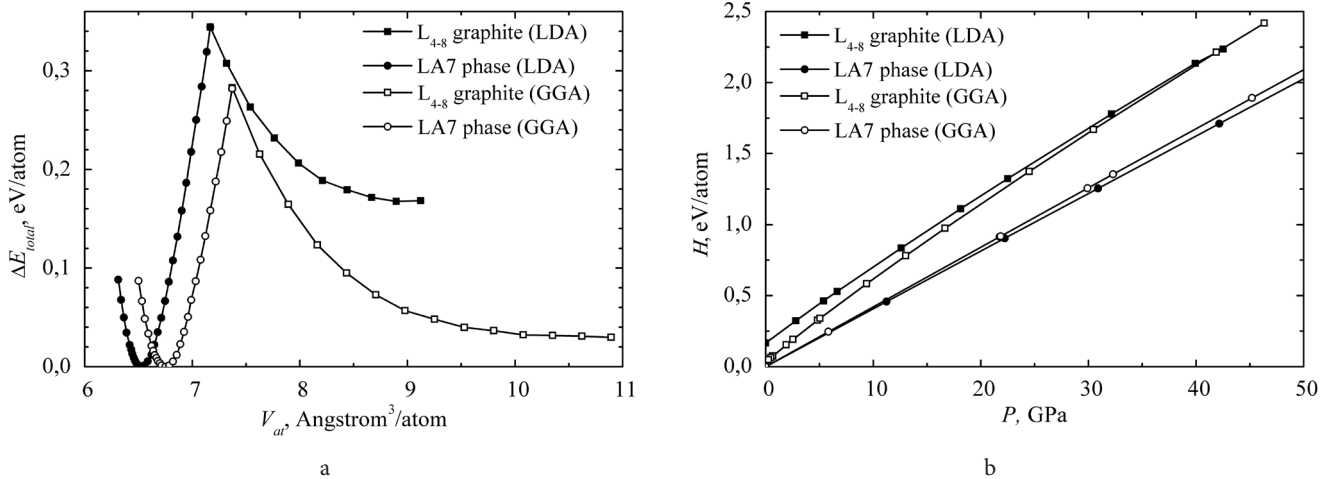 L4-8 graphite (LDA)
LA7 phase (LDA)
L4-8 graphite (GGA)
LA7 phase (GGA)
0,3
0,2
0,1
0,0
ΔEtotal, eV/atom
6 7 8 9 10 11
Vat, Angstrom3/atom
a
L4-8 graphite (LDA)
LA7 phase (LDA)
L4-8 graphite (GGA)
LA7 phase (GGA)
2,5
2,0
1,5
1,0
0,5
0,0
H, eV/atom
0 10 20 30 40 50
P, GPa
b